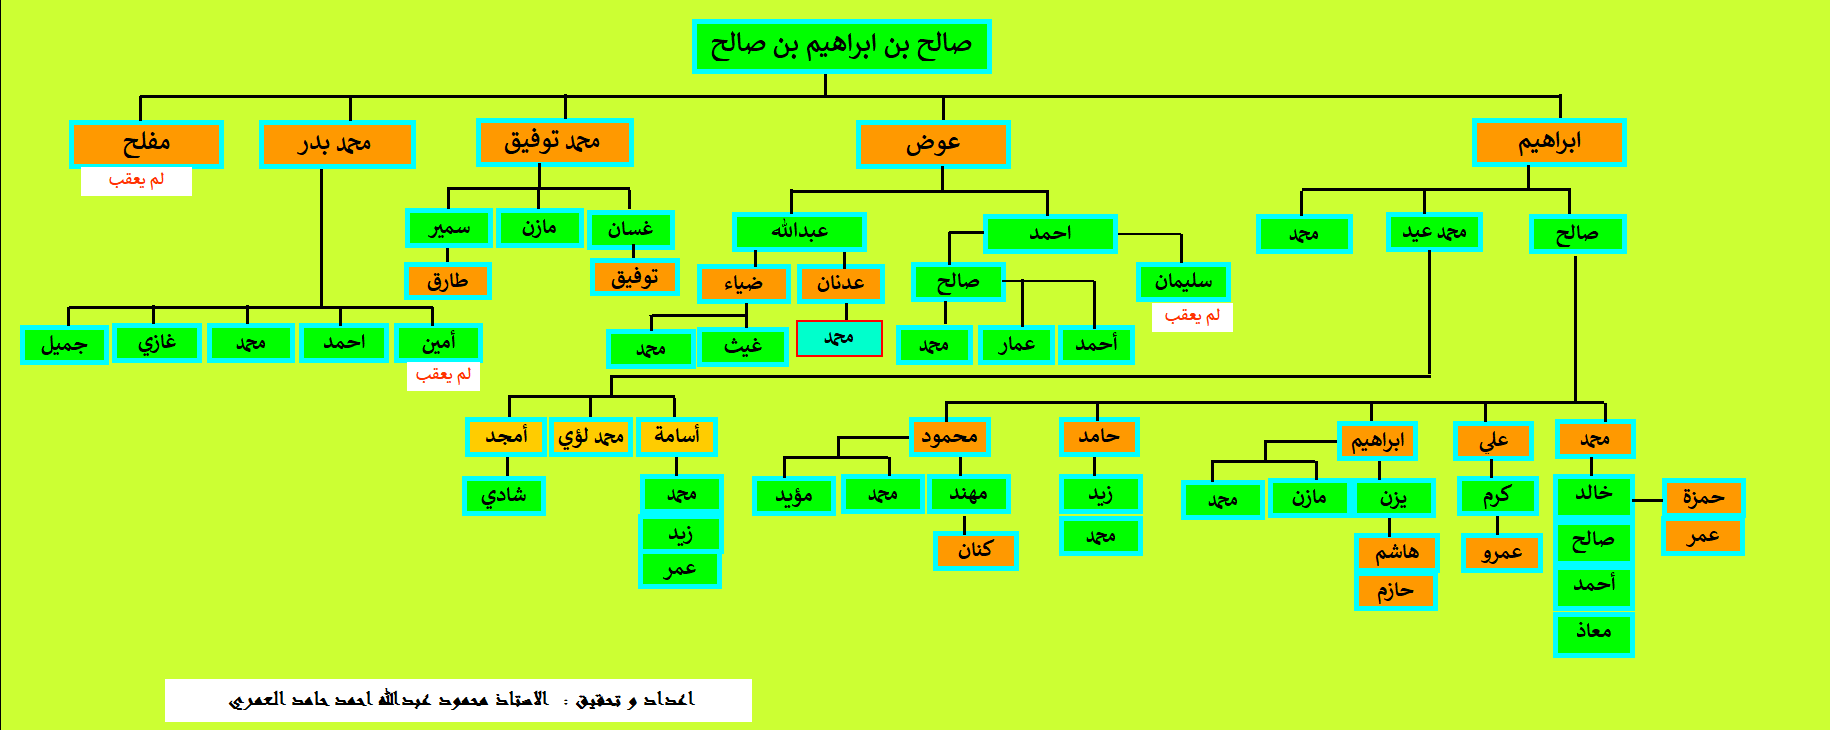 صالح بن ابراهيم بن صالح
ابراهيم
عوض
محمد توفيق
محمد بدر
مفلح
لم يعقب
صالح
محمد عيد
محمد
احمد
عبدالله
غسان
مازن
سمير
سليمان
لم يعقب
صالح
عدنان
ضياء
توفيق
طارق
أحمد
عمار
محمد
محمد
غيث
محمد
أمين
لم يعقب
احمد
محمد
غازي
جميل
محمد
علي
ابراهيم
حامد
محمود
أسامة
محمد لؤي
أمجد
حمزة
عمر
خالد
صالح
أحمد
معاذ
كرم
عمرو
يزن
مازن
محمد
هاشم
حازم
زيد
محمد
مهند
محمد
مؤيد
كنان
محمد
زيد
عمر
شادي
اعداد و تحقيق : الاستاذ محمود عبدالله احمد حامد العمري